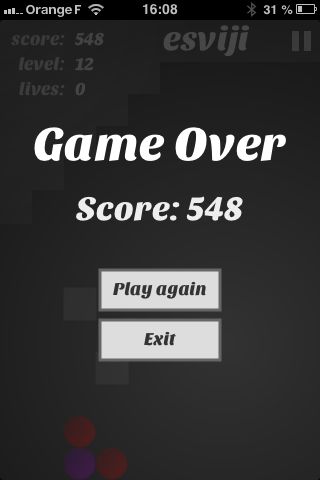 Orange F 16:08 31 %
score: 548 esviji
level: 12
lives: 0
Game Over
Score: 548
Play again
Exit